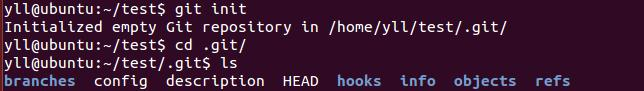 yll@ubuntu:~/test$ git init
Initialized empty Git repository in /home/yll/test/.git/
yll@ubuntu:~/test$ cd .git/
yll@ubuntu:~/test/.git$ ls
branches  config  description  HEAD  hooks  info  objects  refs